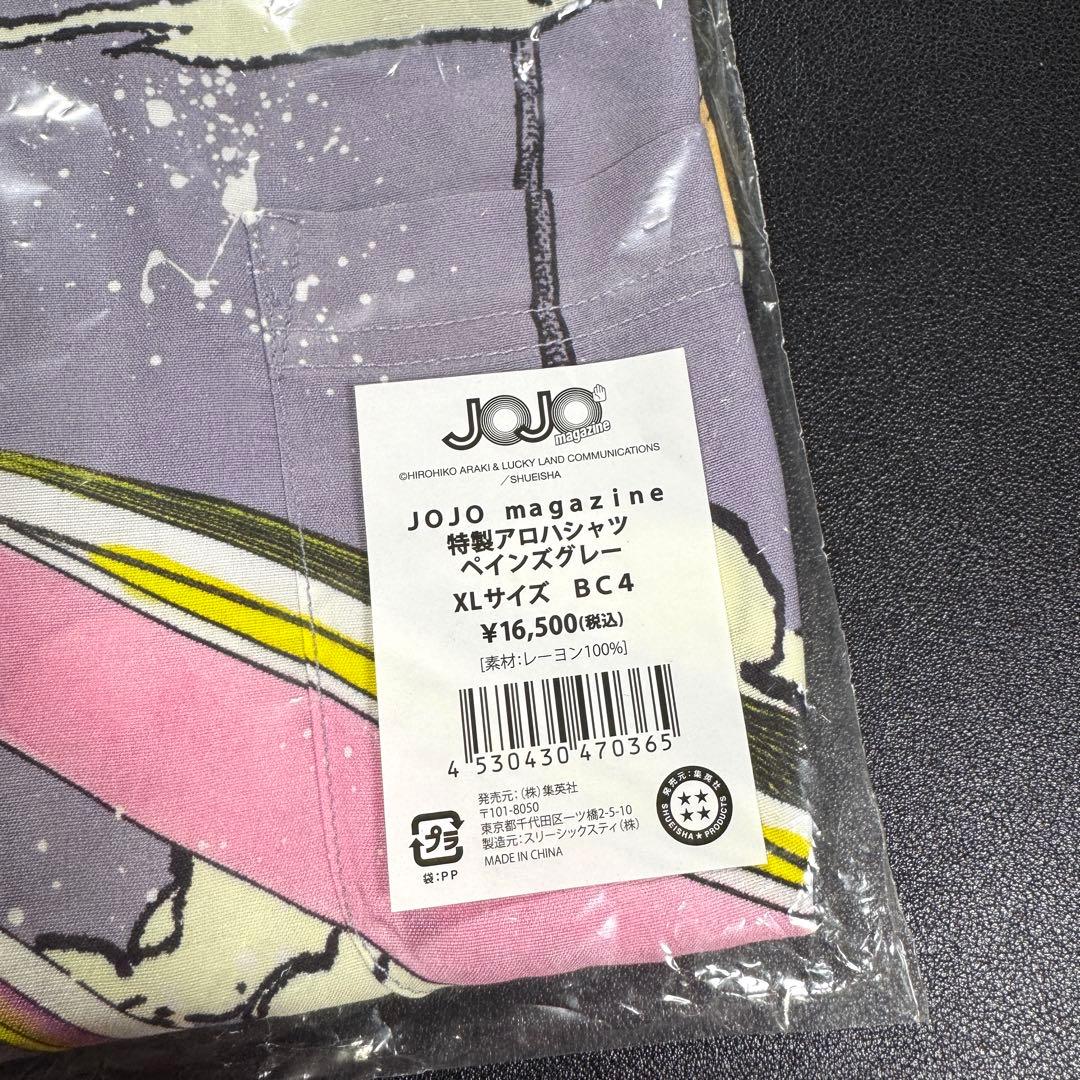 JOJO
magazine
©HIROHIKO ARAKI & LUCKY LAND COMMUNICATIONS
/SHUEISHA
JOJO magazine
特製アロハシャツ
ペインズグレー
XLサイズ BC4
¥16,500(税込)
[素材:レーヨン100%]
4 530430 470365
発売元:(株)集英社
〒101-8050
東京都千代田区一ツ橋2-5-10
製造元:スリーシックスティ(株)
MADE IN CHINA
プラ
袋:PP
発売元:集英社
SHUEISHA★PRODUCTS